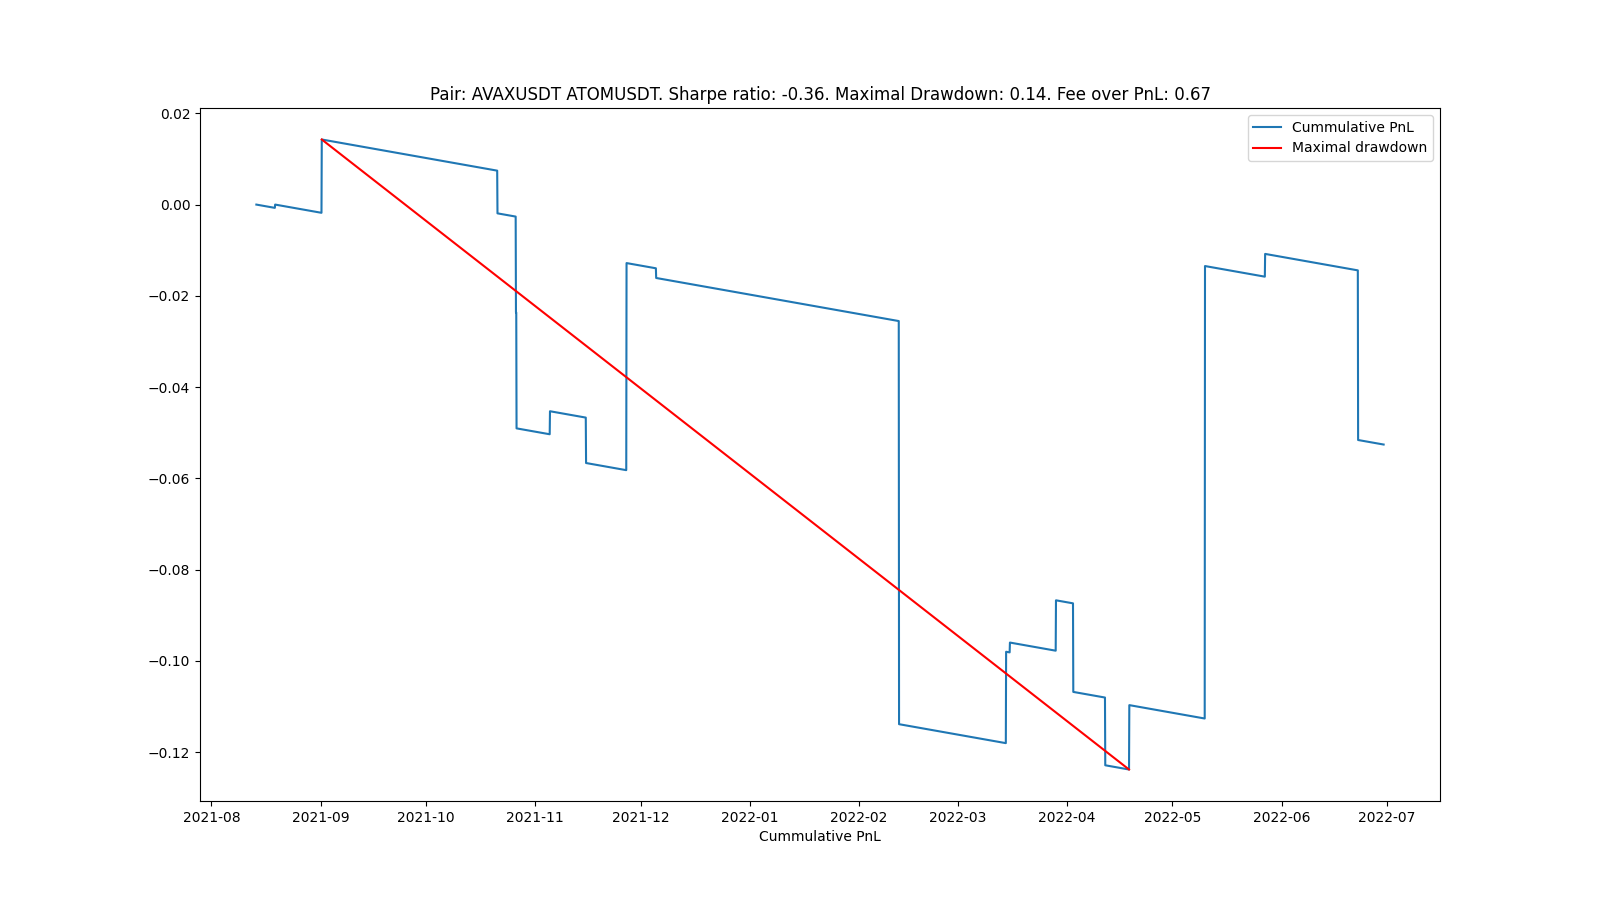 Pair: AVAXUSDT ATOMUSDT. Sharpe ratio: -0.36. Maximal Drawdown: 0.14. Fee over PnL: 0.67
Cummulative PnL
Maximal drawdown
0.02
0.00
−0.02
−0.04
−0.06
−0.08
−0.10
−0.12
2021-08 2021-09 2021-10 2021-11 2021-12 2022-01 2022-02 2022-03 2022-04 2022-05 2022-06 2022-07
Cummulative PnL